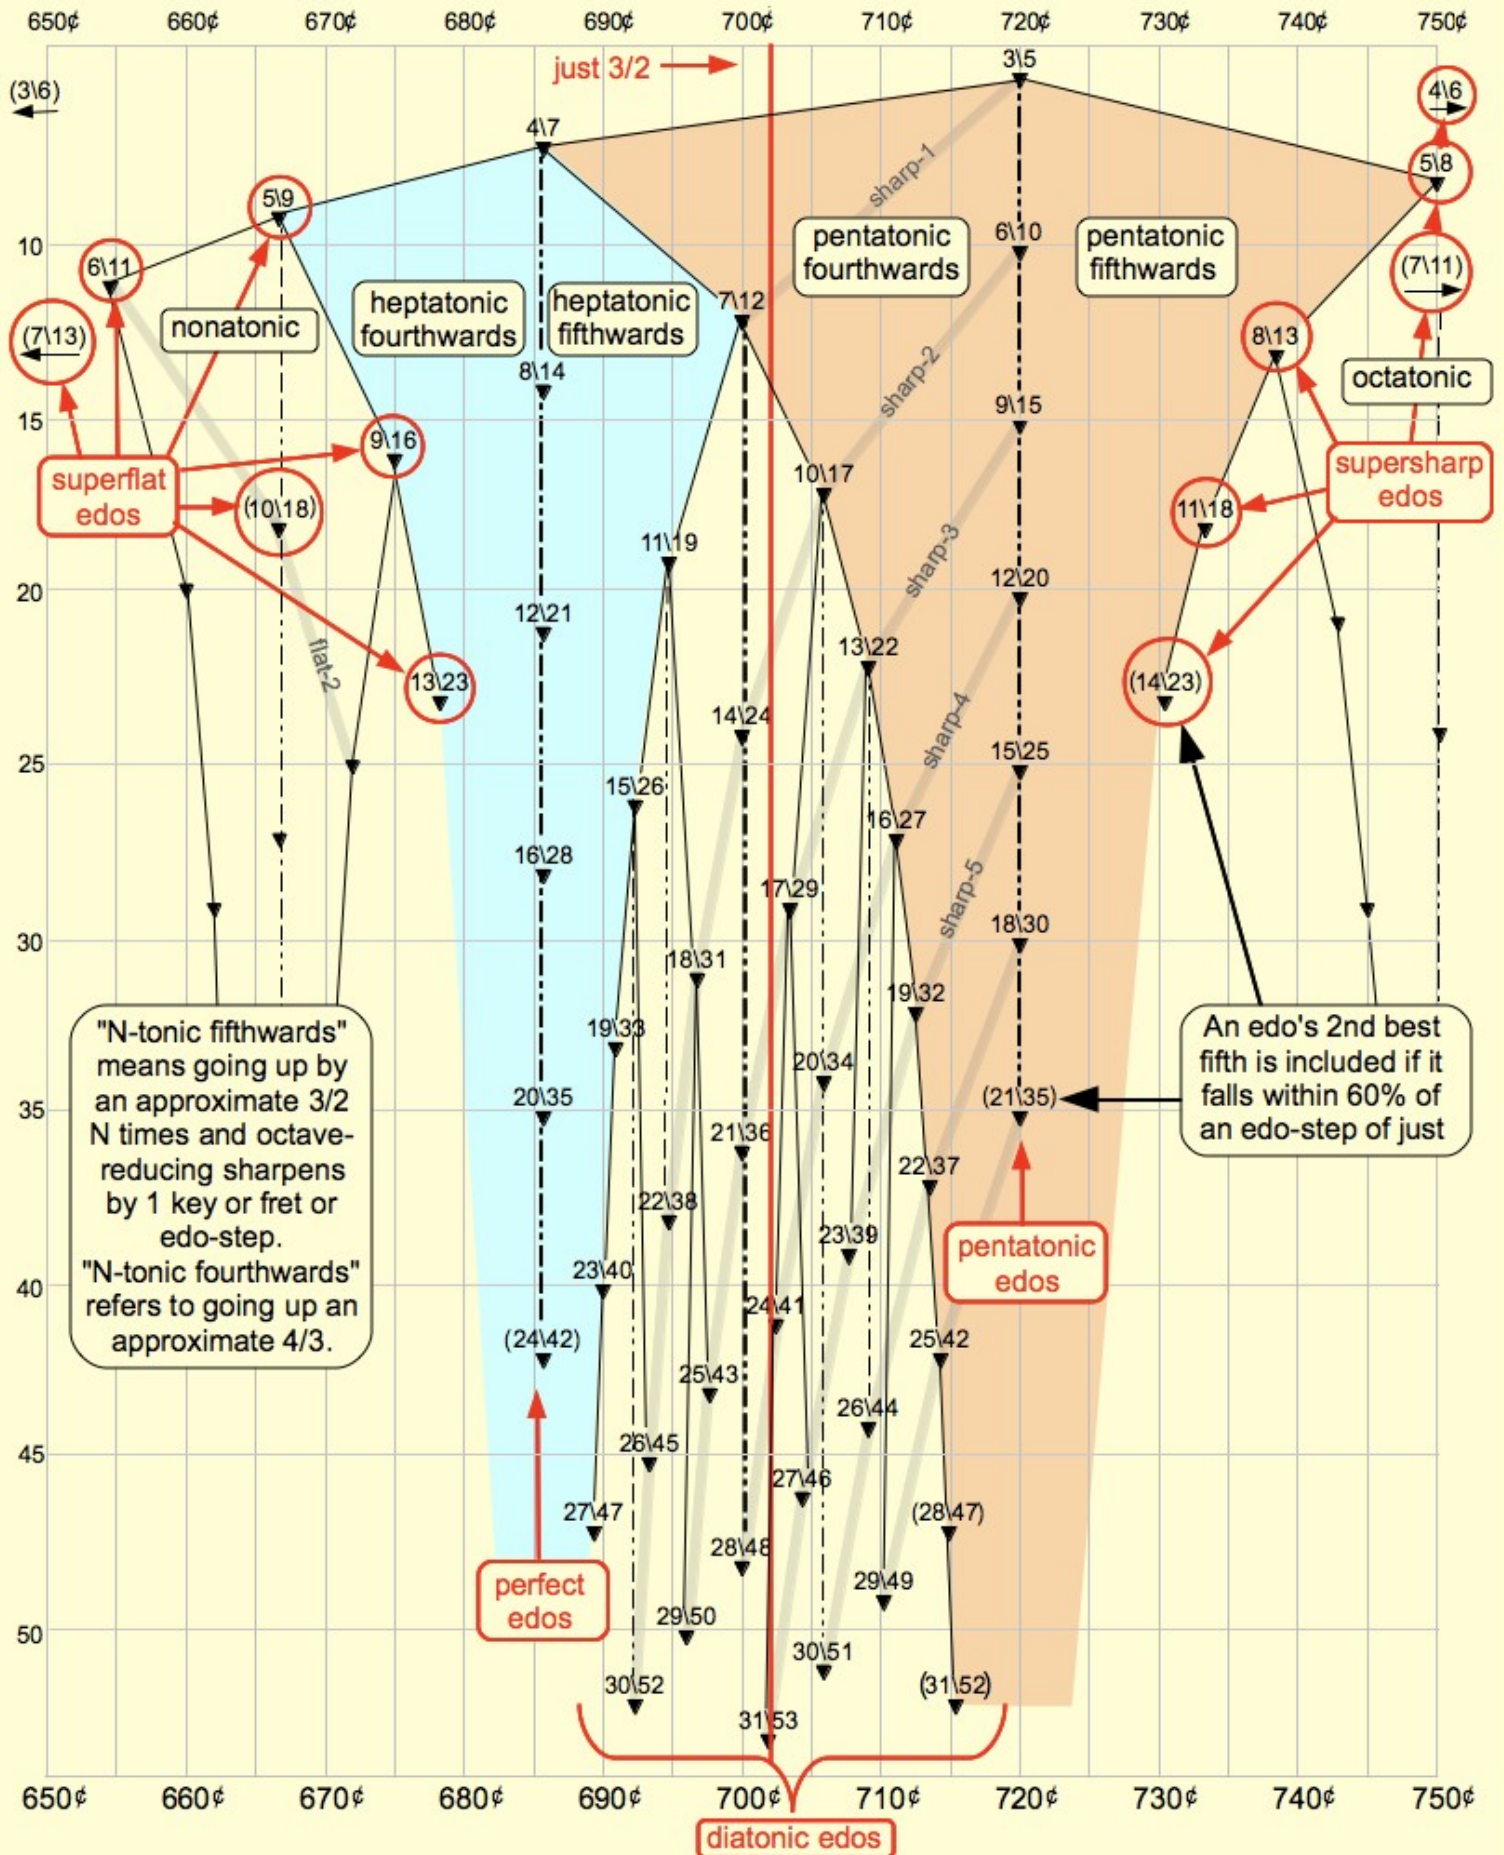 650¢ 660¢ 670¢ 680¢ 690¢ 700¢ 710¢ 720¢ 730¢ 740¢ 750¢
just 3/2
3\5
(3\6)
4\6
4\7
sharp-1
5\8
5\9
pentatonic
fourthwards
6\10
pentatonic
fifthwards
10
6\11
(7\11)
heptatonic
fourthwards
heptatonic
fifthwards
7\12
nonatonic
(7\13)
8\13
8\14
sharp-2
octatonic
9\15
15
9\16
superflat
edos
10\17
supersharp
edos
(10\18)
11\18
11\19
sharp-3
12\20
20
12\21
flat-2
13\22
13\23
(14\23)
14\24
sharp-4
15\25
25
15\26
16\27
16\28
17\29
sharp-5
18\30
30
18\31
19\32
19\33
"N-tonic fifthwards"
means going up by
an approximate 3/2
N times and octave-
reducing sharpens
by 1 key or fret or
edo-step.
"N-tonic fourthwards"
refers to going up an
approximate 4/3.
An edo's 2nd best
fifth is included if it
falls within 60% of
an edo-step of just
20\34
20\35
(21\35)
35
21\36
22\37
22\38
23\39
pentatonic
edos
23\40
40
24\41
(24\42)
25\42
25\43
26\44
26\45
45
27\46
27\47
(28\47)
28\48
perfect
edos
29\49
29\50
50
30\51
30\52
(31\52)
31\53
650¢ 660¢ 670¢ 680¢ 690¢ 700¢ 710¢ 720¢ 730¢ 740¢ 750¢
diatonic edos